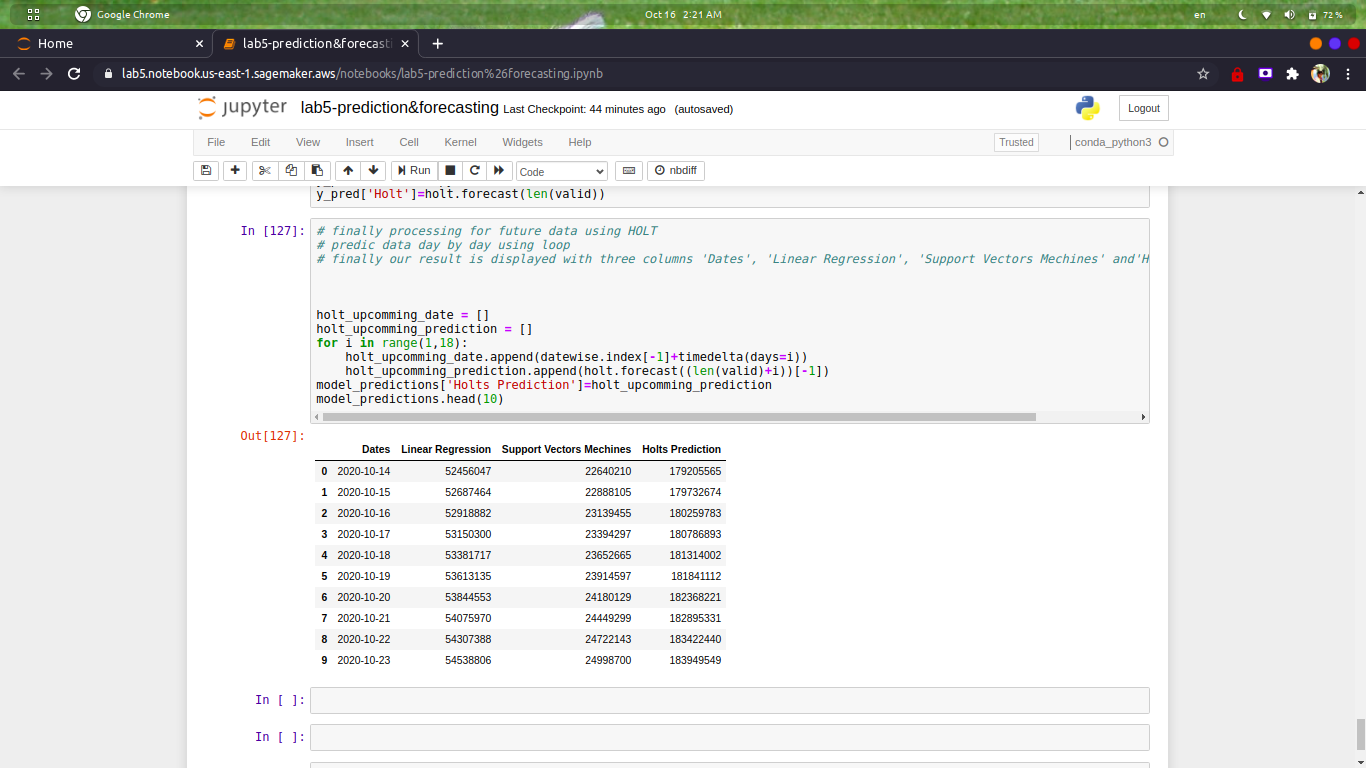 Google Chrome Oct 16 2:21 AM en 72 %
Home lab5-prediction&forecasti
lab5.notebook.us-east-1.sagemaker.aws/notebooks/lab5-prediction%26forecasting.ipynb
jupyter lab5-prediction&forecasting Last Checkpoint: 44 minutes ago (autosaved) Logout
File Edit View Insert Cell Kernel Widgets Help Trusted conda_python3
Run Code nbdiff
y_pred['Holt']=holt.forecast(len(valid))
In [127]: # finally processing for future data using HOLT
# predic data day by day using loop
# finally our result is displayed with three columns 'Dates', 'Linear Regression', 'Support Vectors Mechines' and'H
holt_upcomming_date = []
holt_upcomming_prediction = []
for i in range(1,18):
holt_upcomming_date.append(datewise.index[-1]+timedelta(days=i))
holt_upcomming_prediction.append(holt.forecast((len(valid)+i))[-1])
model_predictions['Holts Prediction']=holt_upcomming_prediction
model_predictions.head(10)
Out[127]:
Dates Linear Regression Support Vectors Mechines Holts Prediction
0 2020-10-14 52456047 22640210 179205565
1 2020-10-15 52687464 22888105 179732674
2 2020-10-16 52918882 23139455 180259783
3 2020-10-17 53150300 23394297 180786893
4 2020-10-18 53381717 23652665 181314002
5 2020-10-19 53613135 23914597 181841112
6 2020-10-20 53844553 24180129 182368221
7 2020-10-21 54075970 24449299 182895331
8 2020-10-22 54307388 24722143 183422440
9 2020-10-23 54538806 24998700 183949549
In [ ]:
In [ ]: